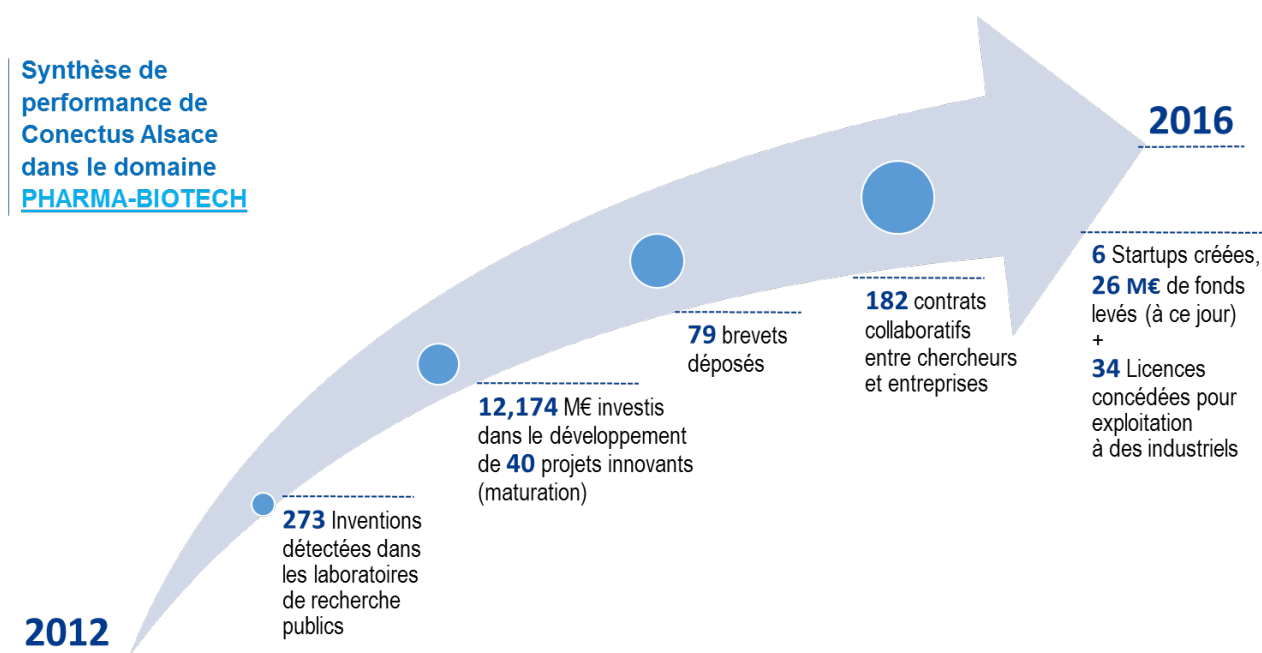 Synthèse de
performance de
Conectus Alsace
dans le domaine
PHARMA-BIOTECH
2012
273 Inventions
détectées dans
les laboratoires
de recherche
publics
12,174 M€ investis
dans le développement
de 40 projets innovants
(maturation)
79 brevets
déposés
182 contrats
collaboratifs
entre chercheurs
et entreprises
2016
6 Startups créées,
26 M€ de fonds
levés (à ce jour)
+
34 Licences
concédées pour
exploitation
à des industriels